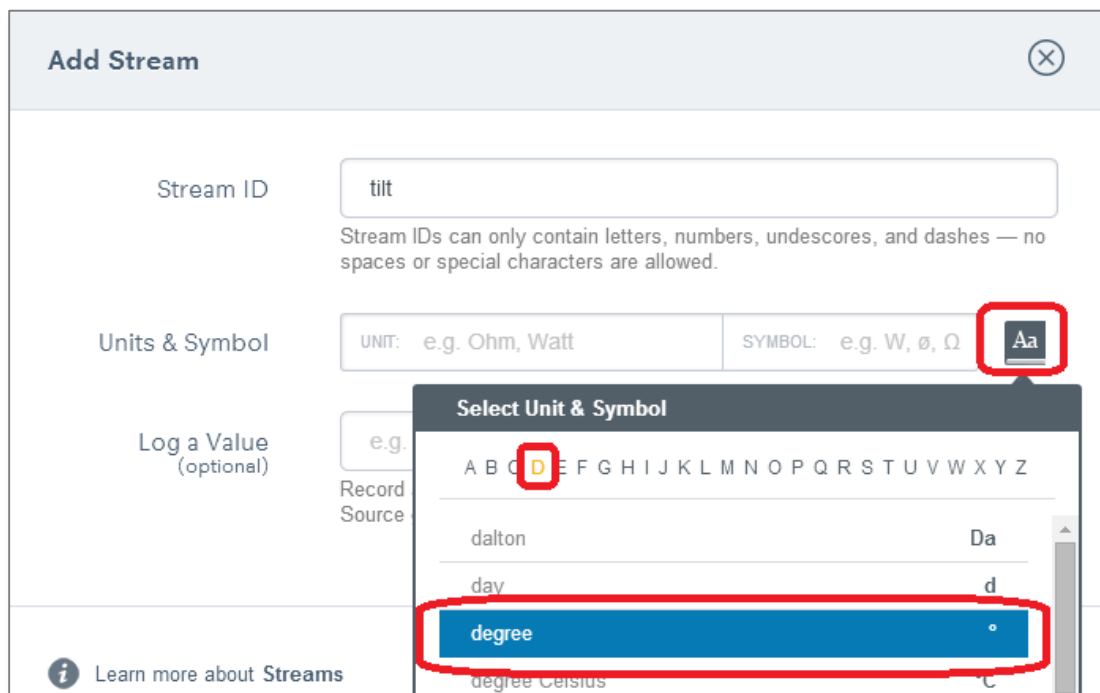 Add Stream
Stream ID
tilt
Stream IDs can only contain letters, numbers, undescores, and dashes — no
spaces or special characters are allowed.
Units & Symbol
UNIT: e.g. Ohm, Watt
SYMBOL: e.g. W, ø, Ω
Aa
Select Unit & Symbol
Log a Value
(optional)
e.g.
A B C D E F G H I J K L M N O P Q R S T U V W X Y Z
Record
Source
dalton Da
day d
degree °
degree Celsius °C
i Learn more about Streams